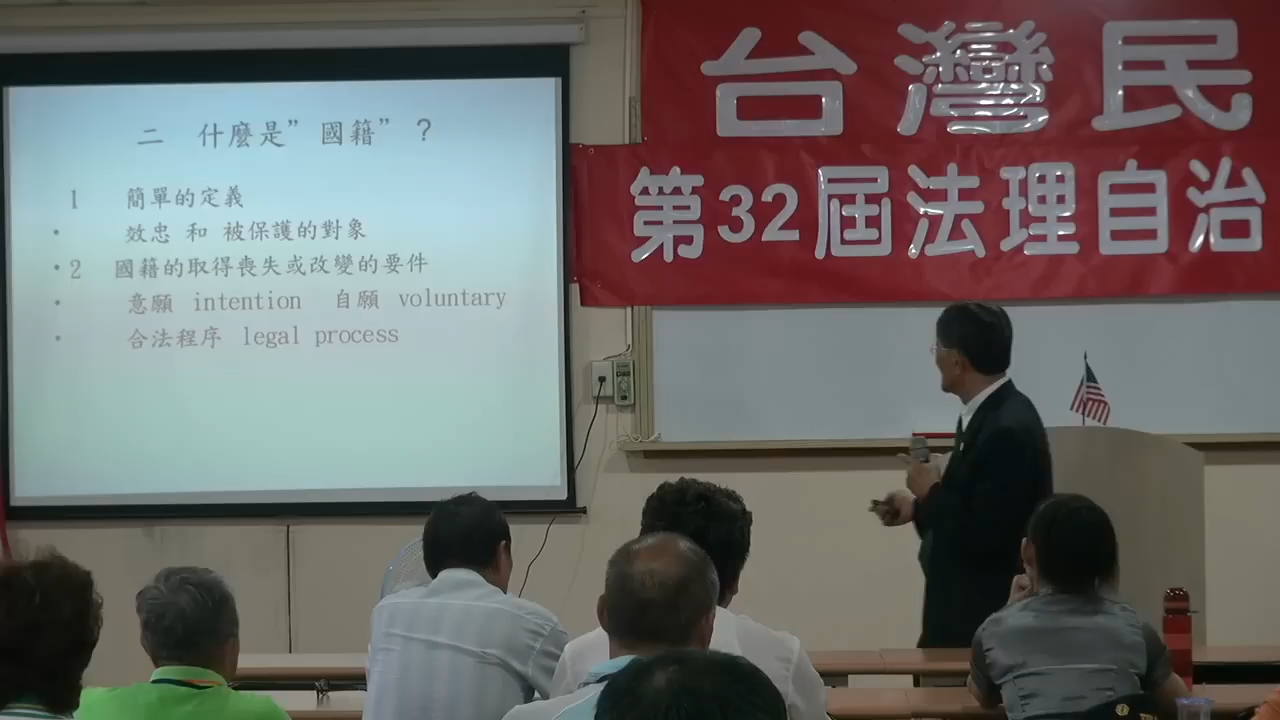 二 什麼是”國籍”?
1 簡單的定義
• 效忠 和 被保護的對象
• 2 國籍的取得喪失或改變的要件
• 意願 intention 自願 voluntary
• 合法程序 legal process
台灣民
第32屆法理自治